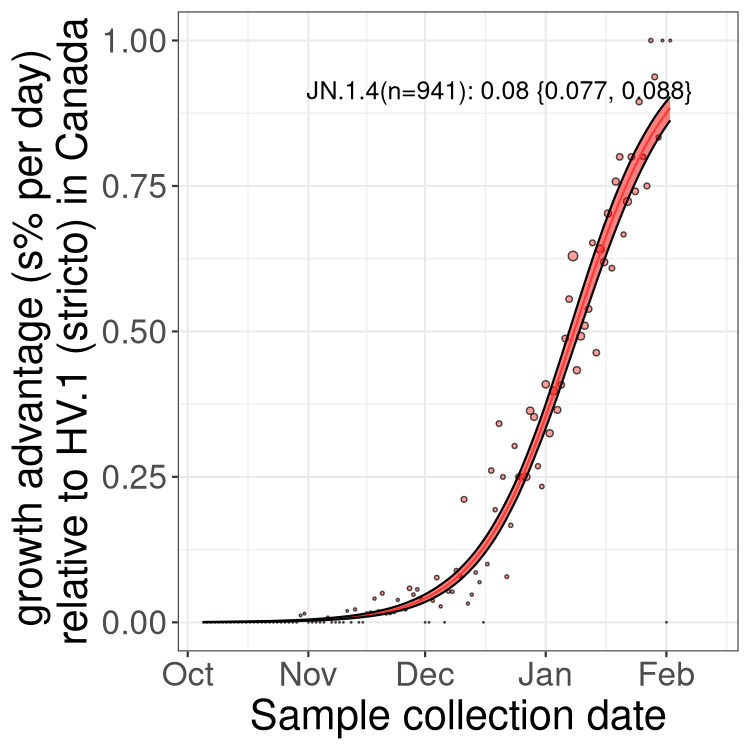 growth advantage (s% per day)
relative to HV.1 (stricto) in Canada
1.00
0.75
0.50
0.25
0.00
JN.1.4(n=941): 0.08 {0.077, 0.088}
Oct Nov Dec Jan Feb
Sample collection date